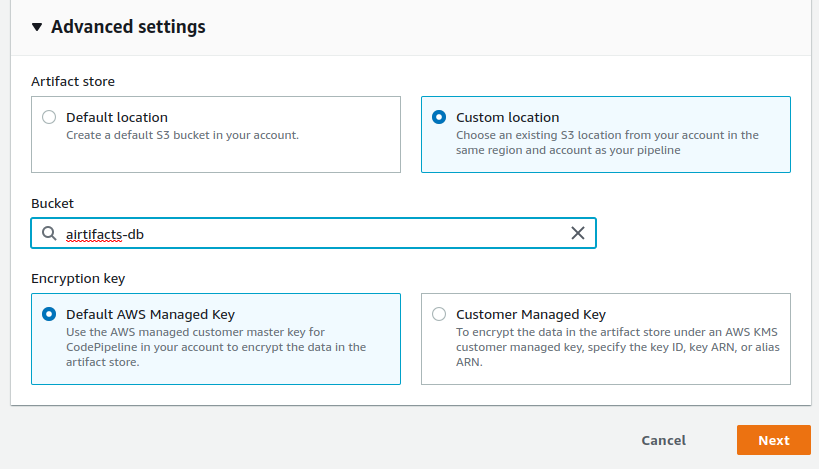 Advanced settings
Artifact store
Default location
Create a default S3 bucket in your account.
Custom location
Choose an existing S3 location from your account in the
same region and account as your pipeline
Bucket
airtifacts-db
Encryption key
Default AWS Managed Key
Use the AWS managed customer master key for
CodePipeline in your account to encrypt the data in the
artifact store.
Customer Managed Key
To encrypt the data in the artifact store under an AWS KMS
customer managed key, specify the key ID, key ARN, or alias
ARN.
Cancel
Next